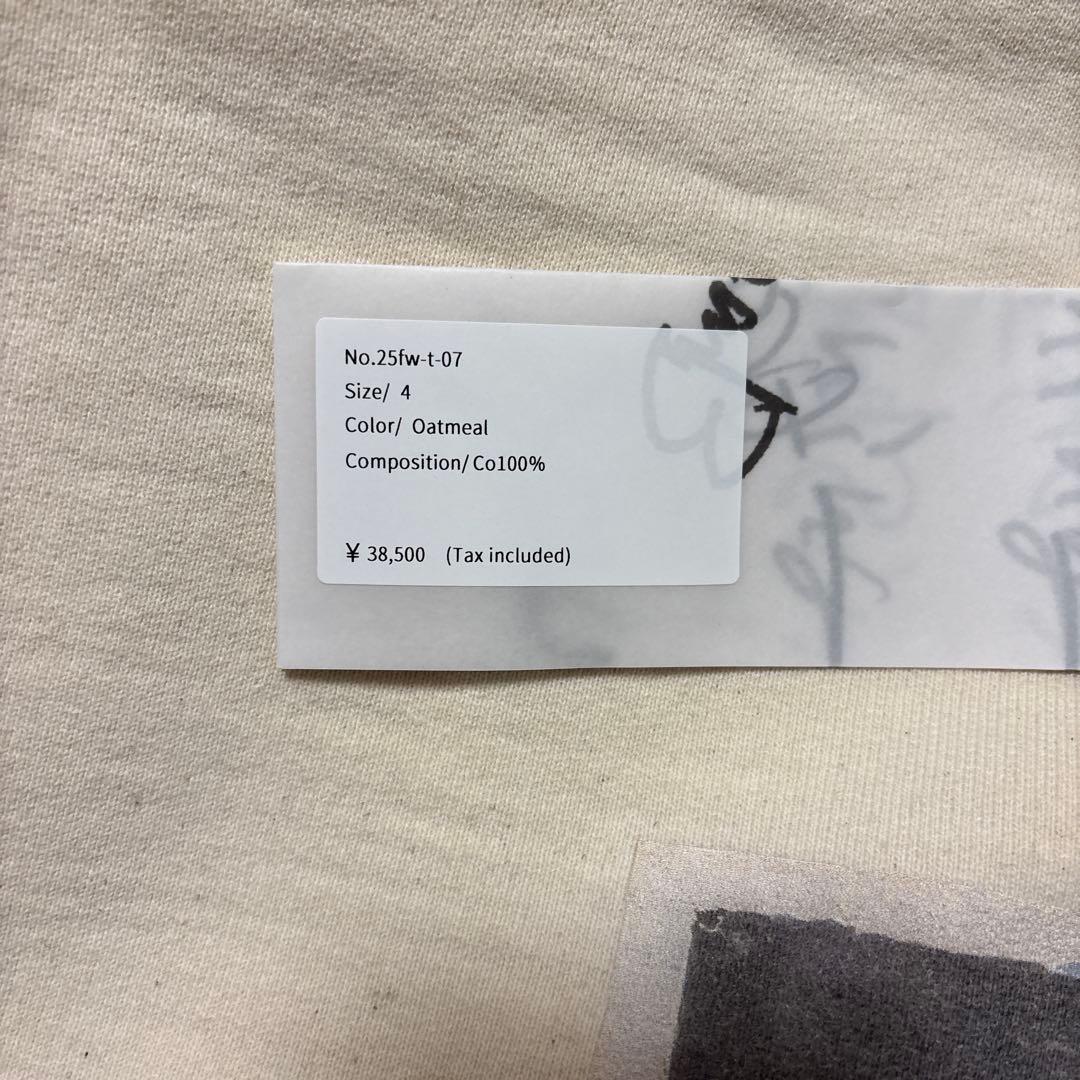 No.25fw-t-07
Size/ 4
Color/ Oatmeal
Composition/Co100%
¥ 38,500 (Tax included)